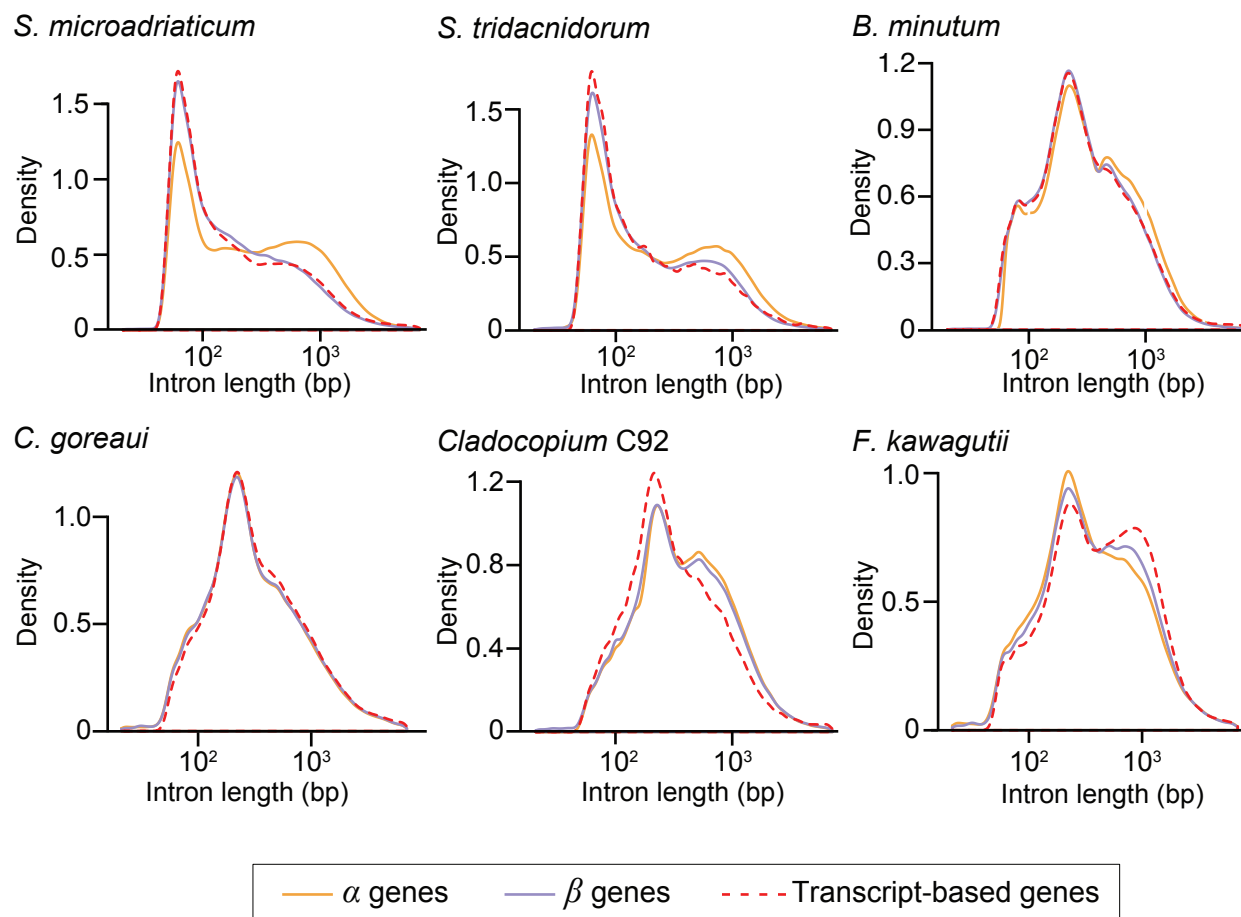 S. microadriaticum
S. tridacnidorum
B. minutum
Density
1.5
1.0
0.5
0
10²
10³
Intron length (bp)
Density
1.5
1.0
0.5
0
10²
10³
Intron length (bp)
Density
1.2
0.9
0.6
0.3
0
10²
10³
Intron length (bp)
C. goreaui
Cladocopium C92
F. kawagutii
Density
1.0
0.5
0
10²
10³
Intron length (bp)
Density
1.2
0.8
0.4
0
10²
10³
Intron length (bp)
Density
1.0
0.5
0
10²
10³
Intron length (bp)
α genes
β genes
Transcript-based genes